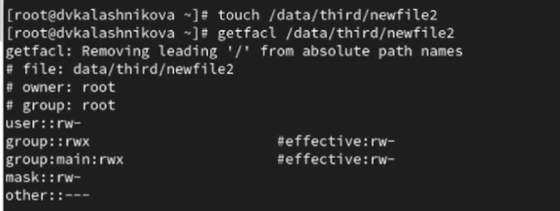 [root@dvkalashnikova ~]# touch /data/third/newfile2
[root@dvkalashnikova ~]# getfacl /data/third/newfile2
getfacl: Removing leading '/' from absolute path names
# file: data/third/newfile2
# owner: root
# group: root
user::rw-
group::rwx                      #effective:rw-
group:main:rwx                  #effective:rw-
mask::rw-
other::---